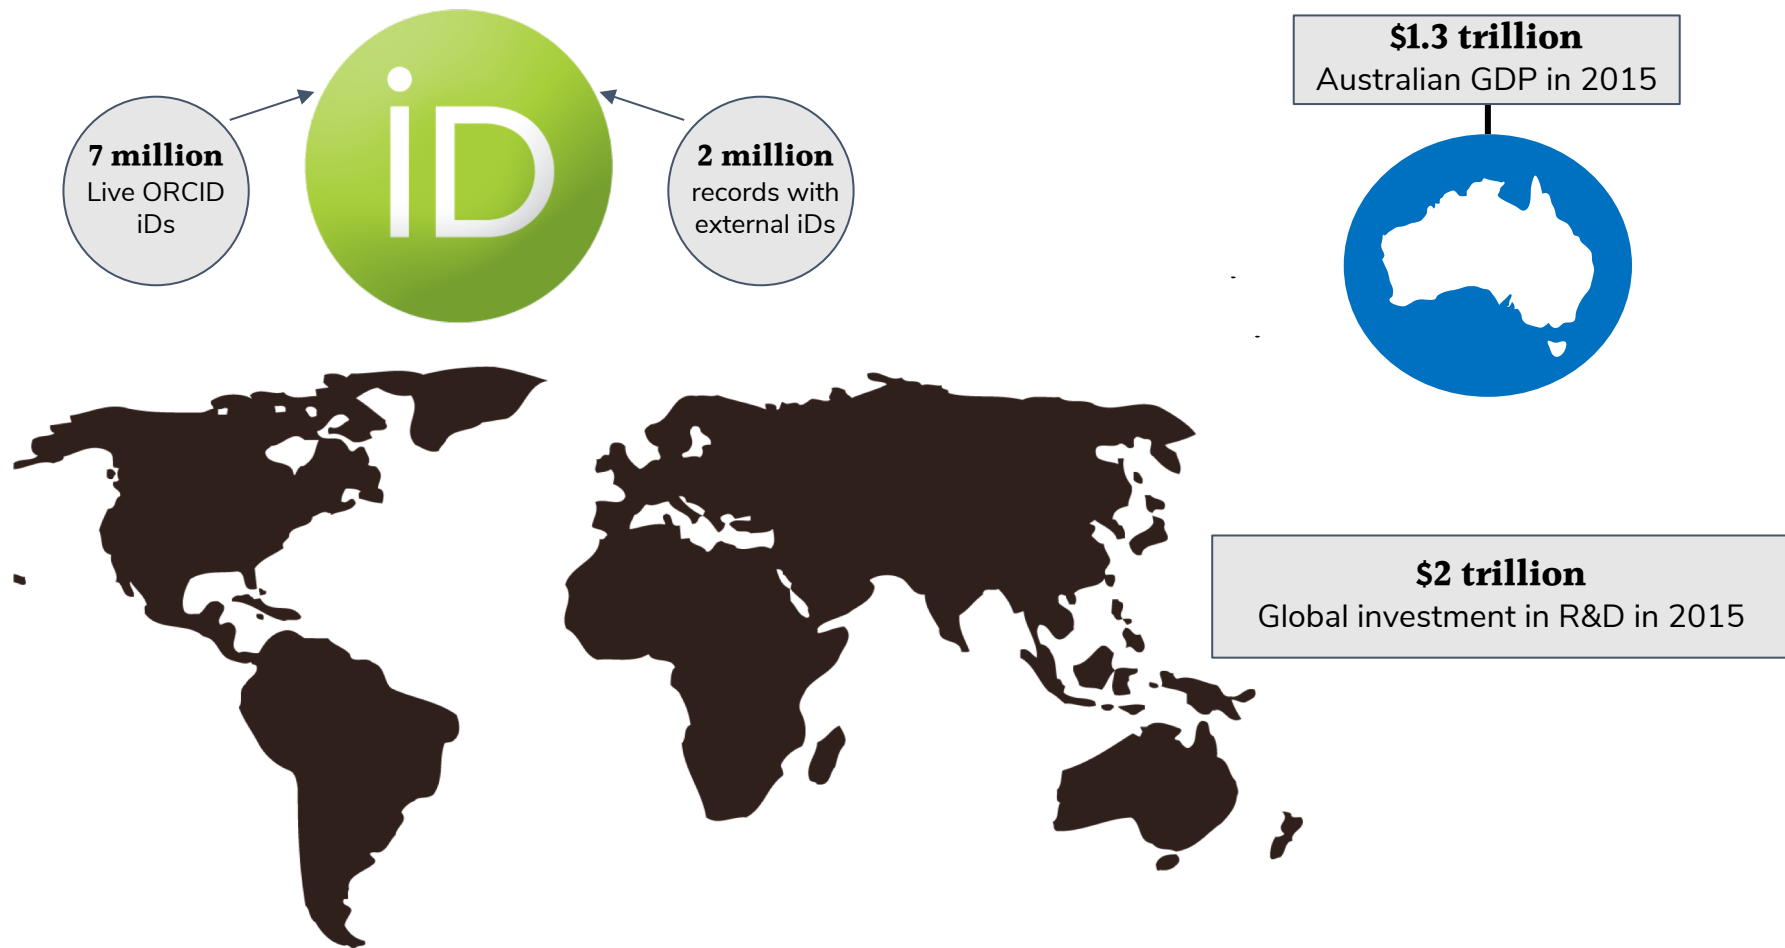 7 million
Live ORCID
iDs
iD
2 million
records with
external iDs
$1.3 trillion
Australian GDP in 2015
$2 trillion
Global investment in R&D in 2015